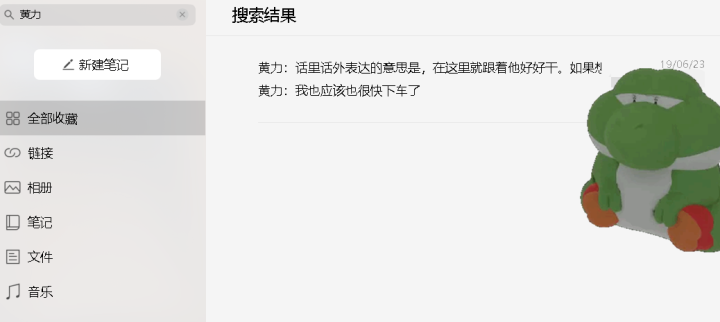 黄力
搜索结果
新建笔记
黄力：话里话外表达的意思是，在这里就跟着他好好干。如果想
19/06/23
黄力：我也应该也很快下车了
全部收藏
链接
相册
笔记
文件
音乐